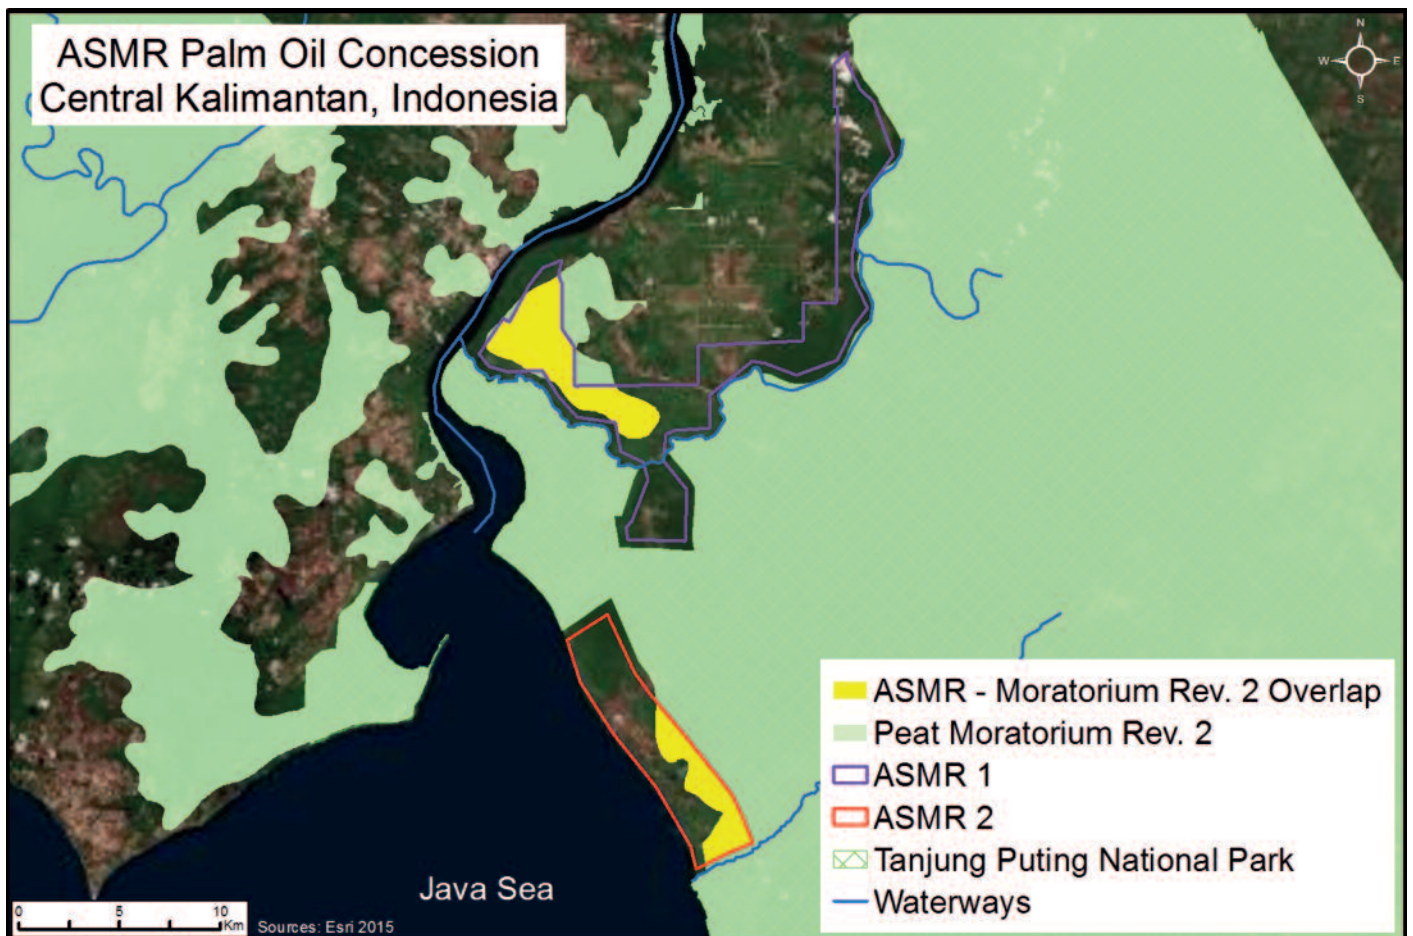 ASMR Palm Oil Concession
Central Kalimantan, Indonesia
N
W
E
S
ASMR - Moratorium Rev. 2 Overlap
Peat Moratorium Rev. 2
ASMR 1
ASMR 2
Tanjung Puting National Park
Waterways
Java Sea
0 5 10
Km
Sources: Esri 2015